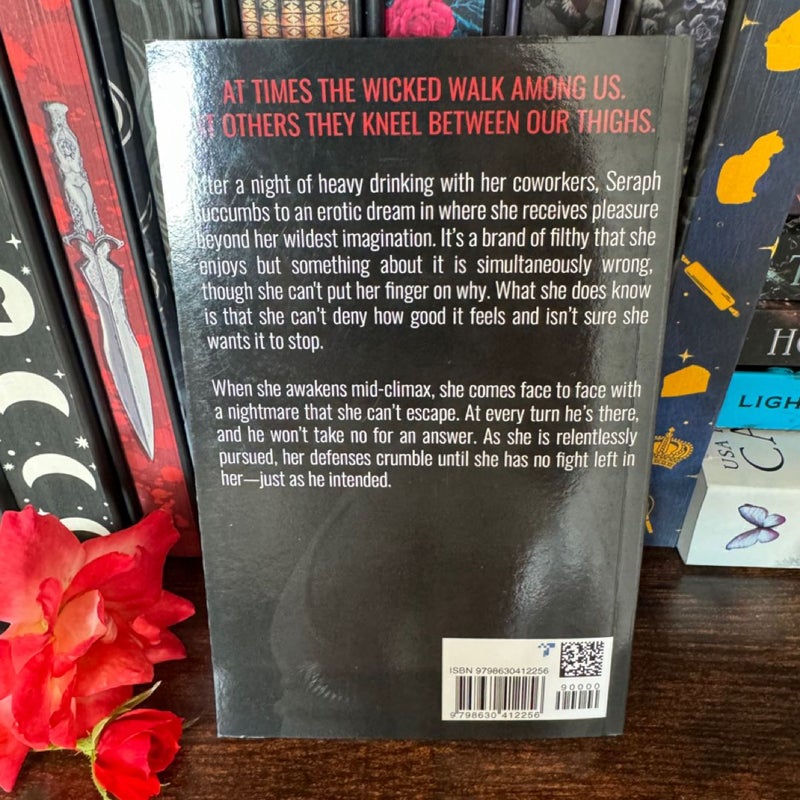 AT TIMES THE WICKED WALK AMONG US.
OTHERS THEY KNEEL BETWEEN OUR THIGHS.
a night of heavy drinking with her coworkers, Seraph
to an erotic dream in where she receives pleasure
beyond her wildest imagination. It's a brand of filthy that she
enjoys but something about it is simultaneously wrong,
though she can't put her finger on why. What she does know
is that she can't deny how good it feels and isn't sure she
wants it to stop.
When she awakens mid-climax, she comes face to face with
a nightmare that she can't escape. At every turn he's there,
and he won't take no for an answer. As she is relentlessly
pursued, her defenses crumble until she has no fight left in
her—just as he intended.
ISBN 9798630412256
90000
9 798630 412256
LIGH
USA
CA